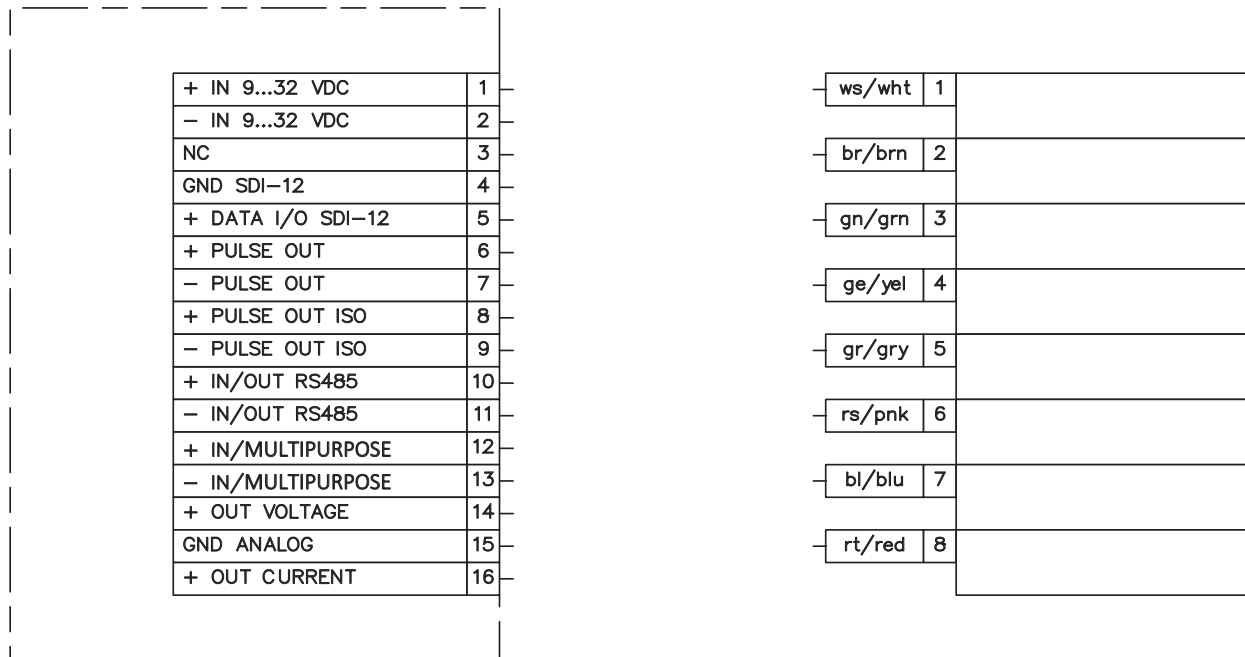 + IN 9...32 VDC 1
− IN 9...32 VDC 2
NC 3
GND SDI−12 4
+ DATA I/O SDI−12 5
+ PULSE OUT 6
− PULSE OUT 7
+ PULSE OUT ISO 8
− PULSE OUT ISO 9
+ IN/OUT RS485 10
− IN/OUT RS485 11
+ IN/MULTIPURPOSE 12
− IN/MULTIPURPOSE 13
+ OUT VOLTAGE 14
GND ANALOG 15
+ OUT CURRENT 16
ws/wht 1
br/brn 2
gn/grn 3
ge/yel 4
gr/gry 5
rs/pnk 6
bl/blu 7
rt/red 8